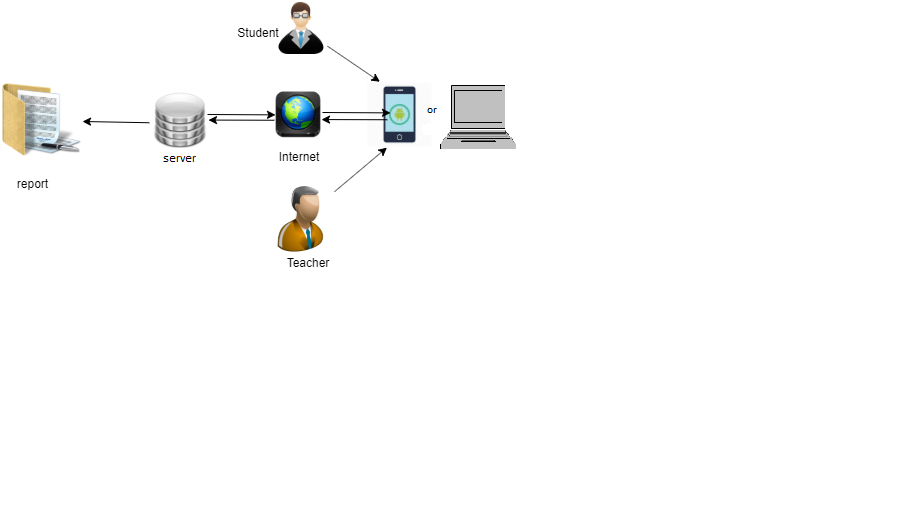 Student
or
server
Internet
report
Teacher